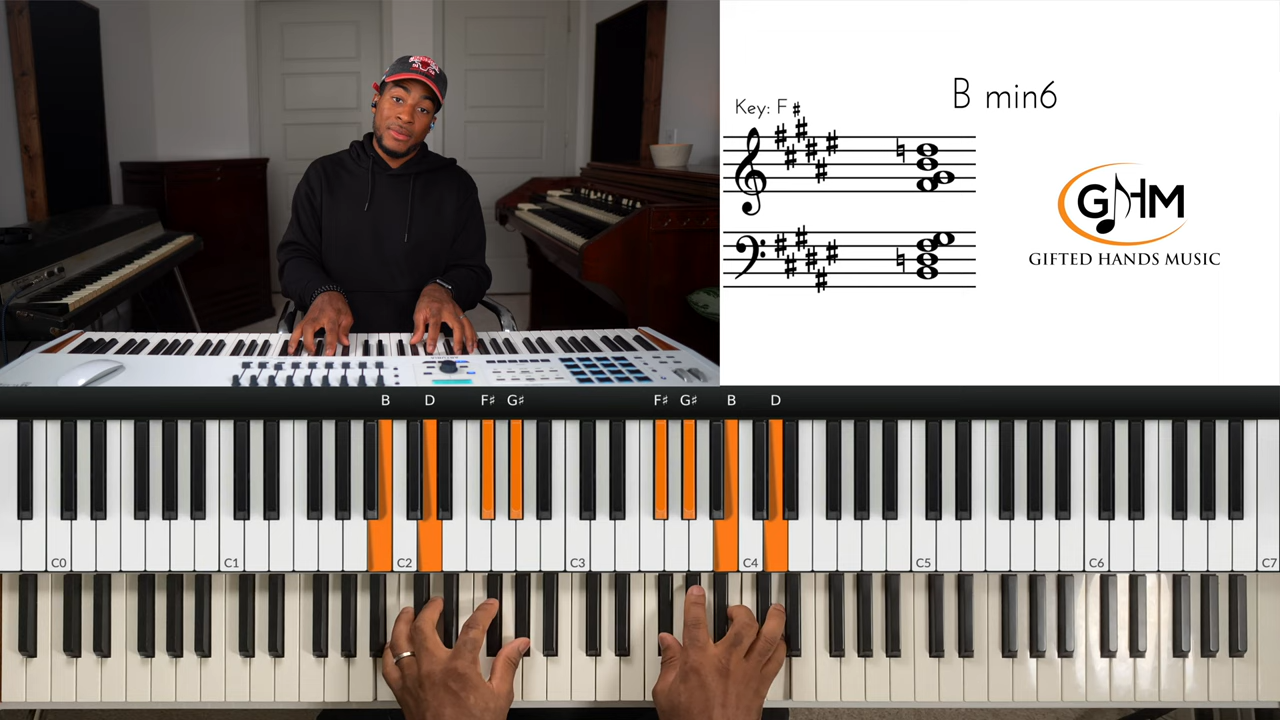 B min6
Key: F♯
GHM
GIFTED HANDS MUSIC
B D F♯ G♯ F♯ G♯ B D
C0 C1 C2 C3 C4 C5 C6 C7